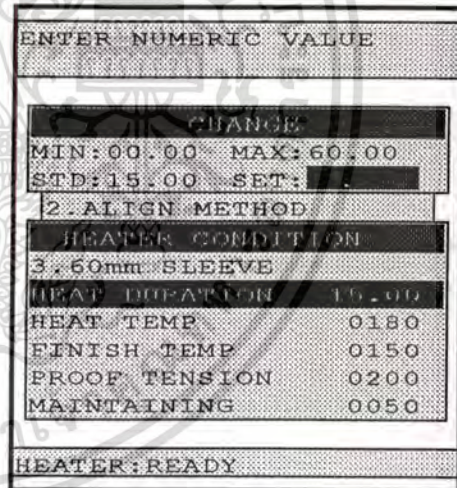 ENTER NUMERIC VALUE
CHANGE
MIN:00.00 MAX:60.00
STD:15.00 SET: .
2.ALIGN METHOD
HEATER CONDITION
3.60mm SLEEVE
HEAT DURATION 15.00
HEAT TEMP 0180
FINISH TEMP 0150
PROOF TENSION 0200
MAINTAINING 0050
HEATER:READY